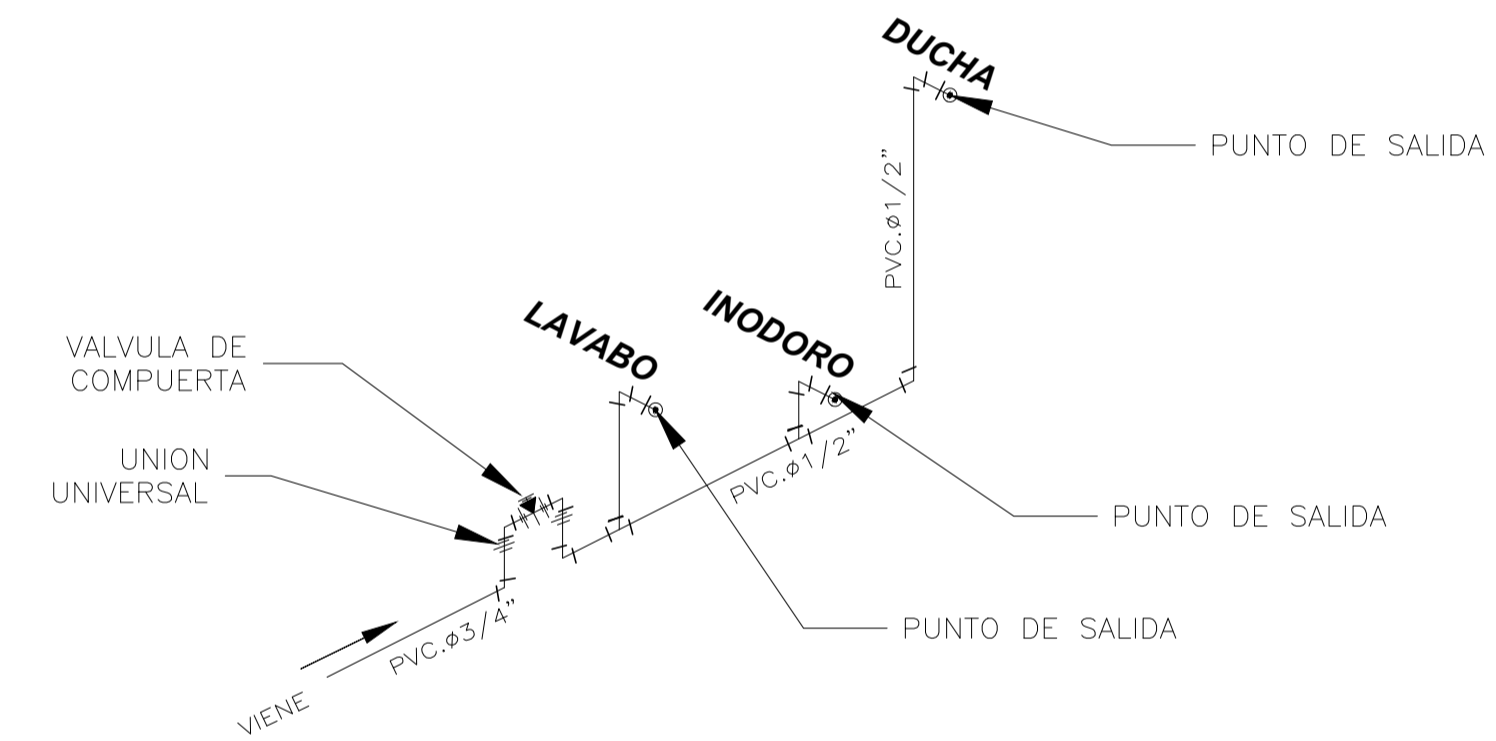 DUCHA
PUNTO DE SALIDA
PVC.ø1/2”
LAVABO
INODORO
VALVULA DE
COMPUERTA
UNION
UNIVERSAL
PVC.ø1/2”
PUNTO DE SALIDA
PVC.ø3/4”
PUNTO DE SALIDA
VIENE